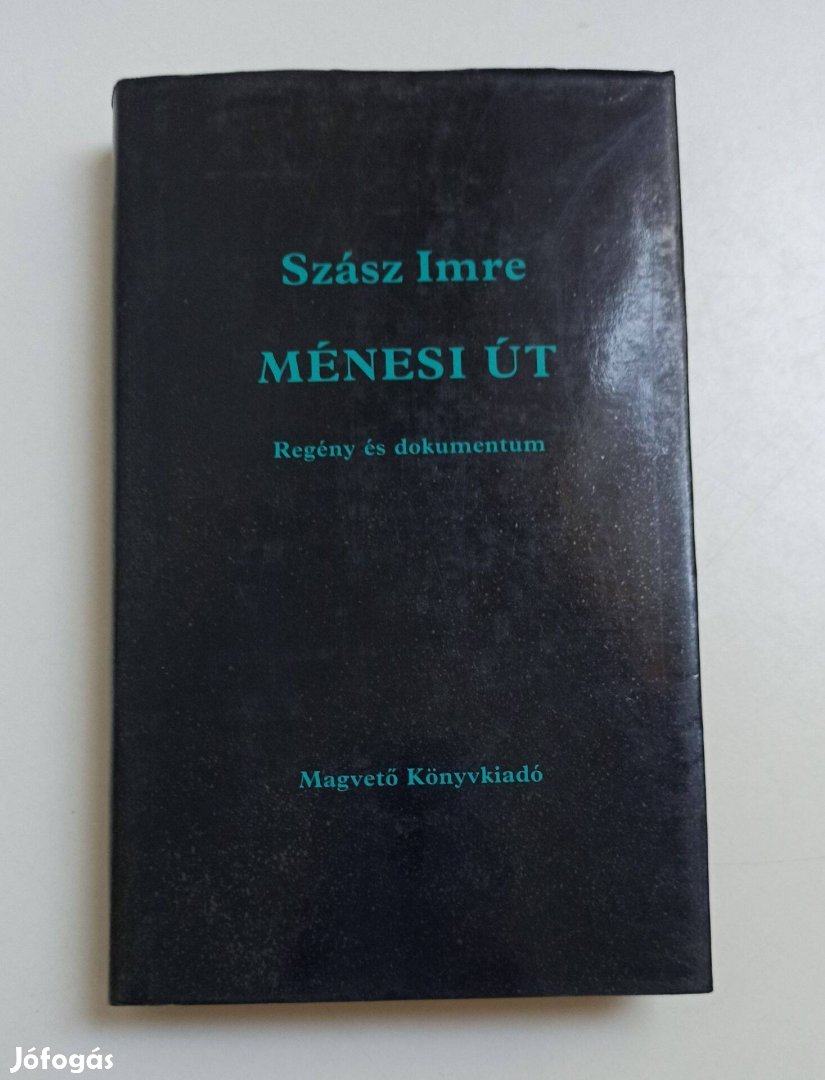 Szász Imre
MÉNESI ÚT
Regény és dokumentum
Magvető Könyvkiadó
Jófogás